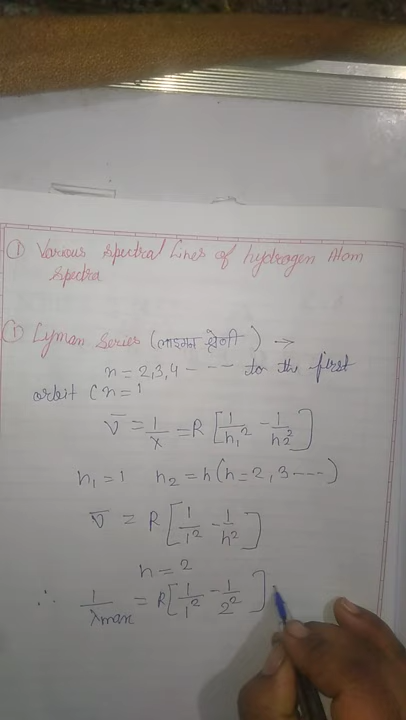 ① Various spectral Lines of hydrogen Atom
spectra
① Lyman Series (लाइमन श्रेणी) →
n = 2,3,4 - - - - to the first
orbit (n=1
ν̅ = 1/λ = R [1/n₁² - 1/n₂²]
n₁ = 1 n₂ = n (n = 2, 3 - - - -)
ν̅ = R [1/1² - 1/n²]
n = 2
∴ 1/λmax = R [1/1² - 1/2²]